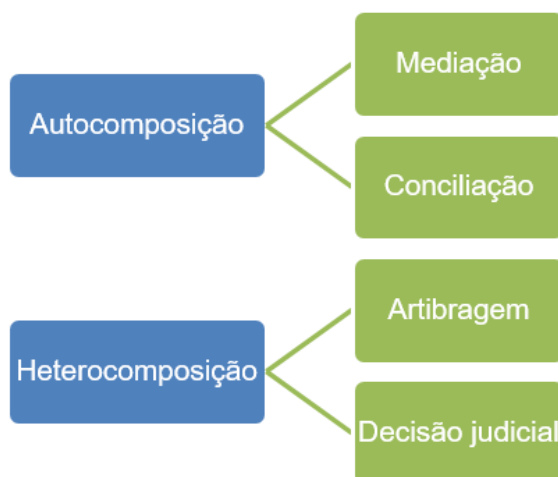 Autocomposição
Mediação
Conciliação
Heterocomposição
Artibragem
Decisão judicial